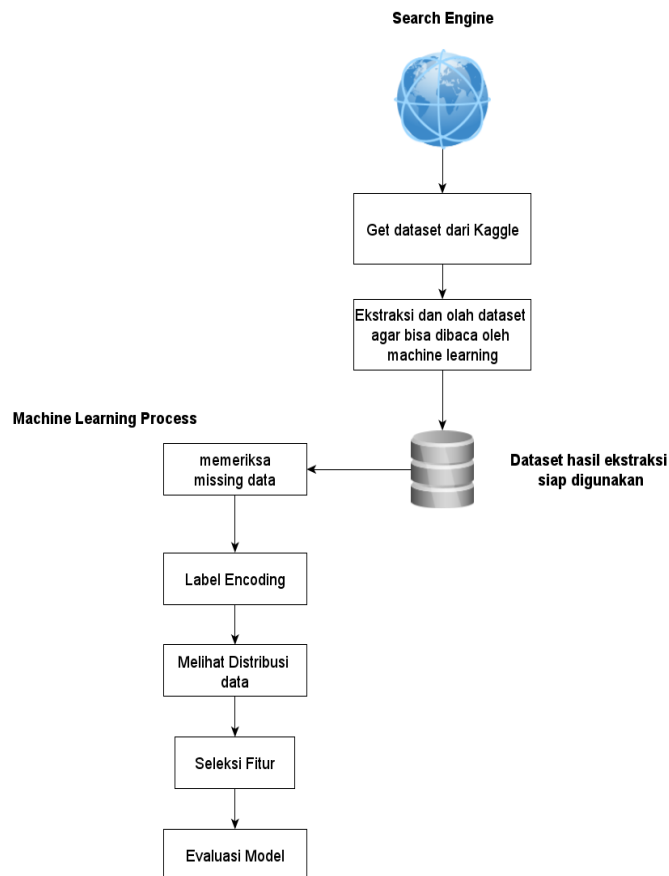 Search Engine
Get dataset dari Kaggle
Ekstraksi dan olah dataset
agar bisa dibaca oleh
machine learning
Machine Learning Process
Dataset hasil ekstraksi
siap digunakan
memeriksa
missing data
Label Encoding
Melihat Distribusi
data
Seleksi Fitur
Evaluasi Model